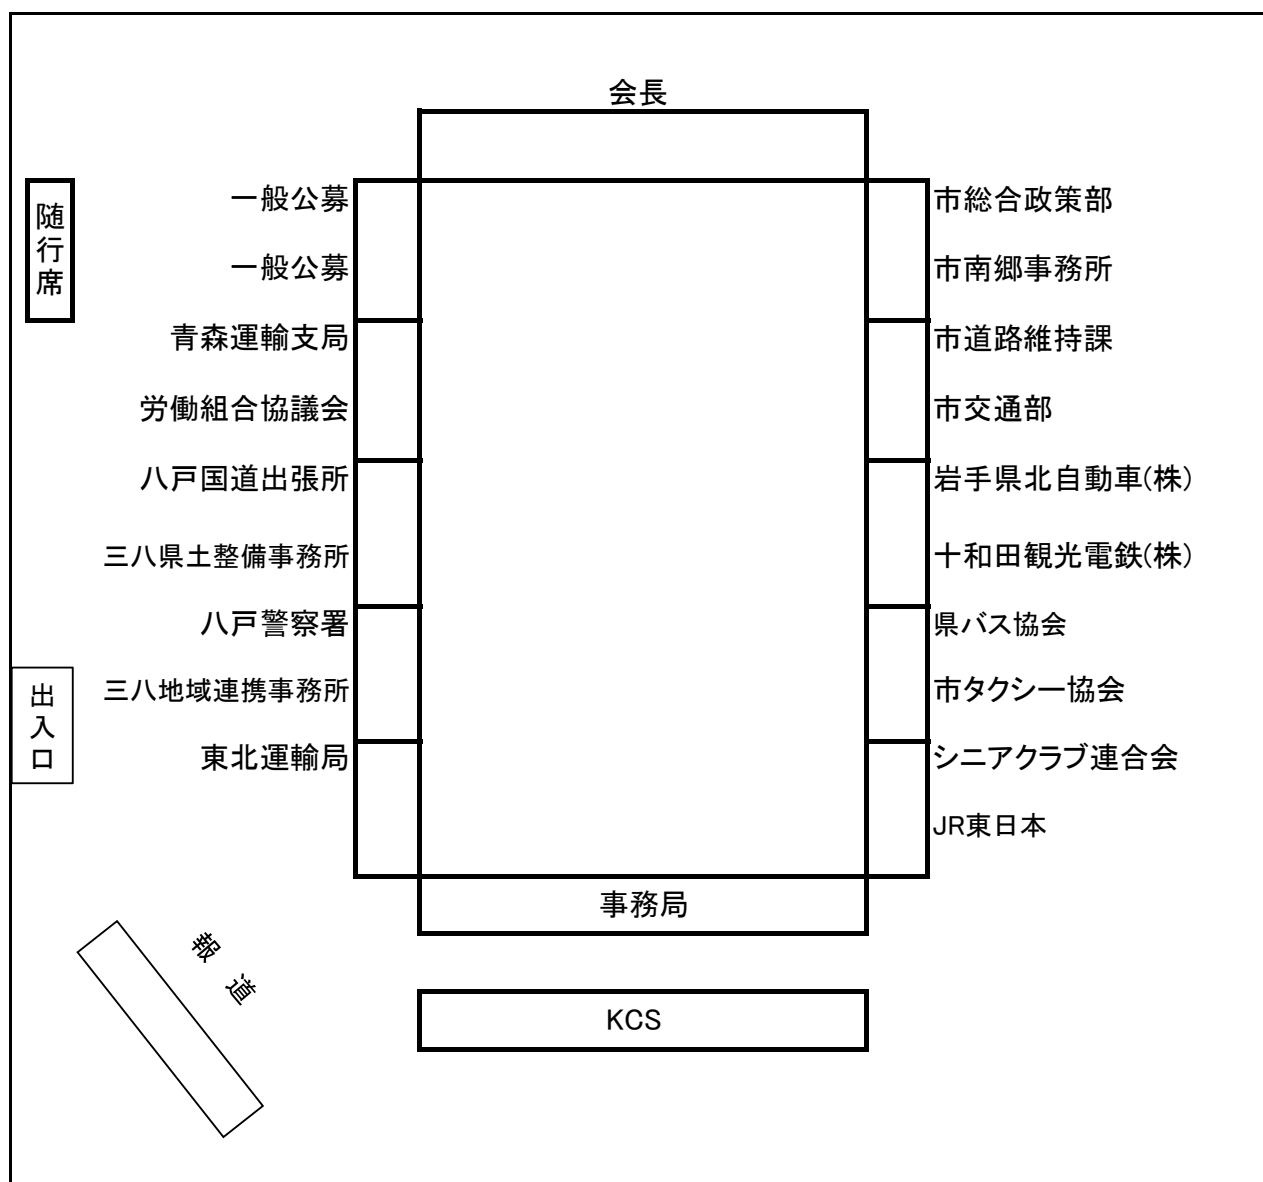 会長
随行席
一般公募
市総合政策部
一般公募
市南郷事務所
青森運輸支局
市道路維持課
労働組合協議会
市交通部
八戸国道出張所
岩手県北自動車(株)
三八県土整備事務所
十和田観光電鉄(株)
八戸警察署
県バス協会
出入口
三八地域連携事務所
市タクシー協会
東北運輸局
シニアクラブ連合会
JR東日本
事務局
報道
KCS